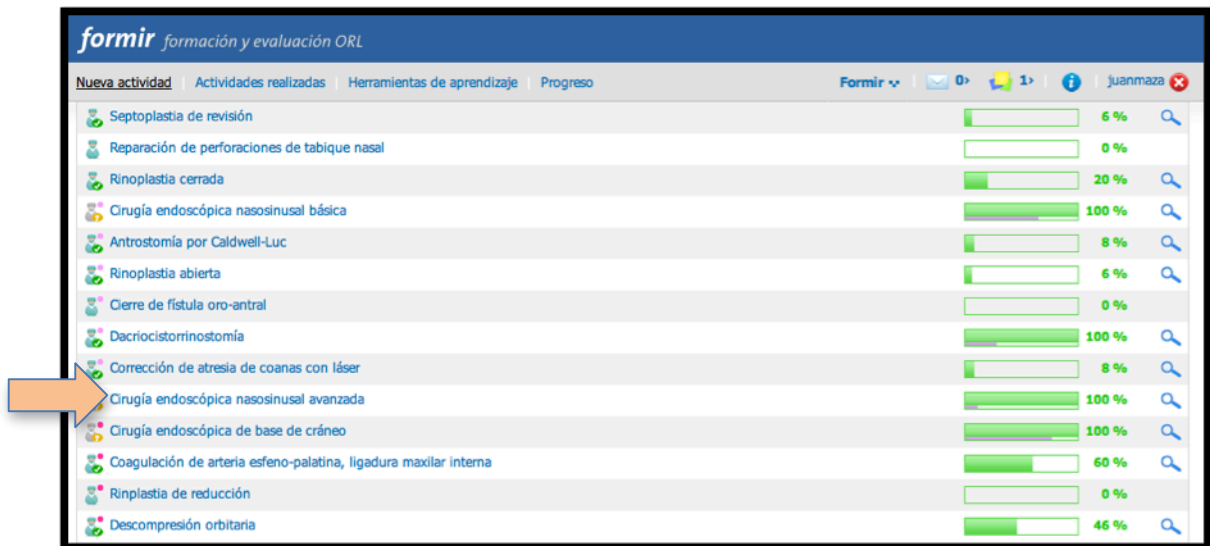 formir formación y evaluación ORL
Nueva actividad | Actividades realizadas | Herramientas de aprendizaje | Progreso Formir 0› 1› i juanmaza
Septoplastia de revisión 6 %
Reparación de perforaciones de tabique nasal 0 %
Rinoplastia cerrada 20 %
Cirugía endoscópica nasosinusal básica 100 %
Antrostomía por Caldwell-Luc 8 %
Rinoplastia abierta 6 %
Cierre de fístula oro-antral 0 %
Dacriocistorrinostomía 100 %
Corrección de atresia de coanas con láser 8 %
Cirugía endoscópica nasosinusal avanzada 100 %
Cirugía endoscópica de base de cráneo 100 %
Coagulación de arteria esfeno-palatina, ligadura maxilar interna 60 %
Rinplastia de reducción 0 %
Descompresión orbitaria 46 %